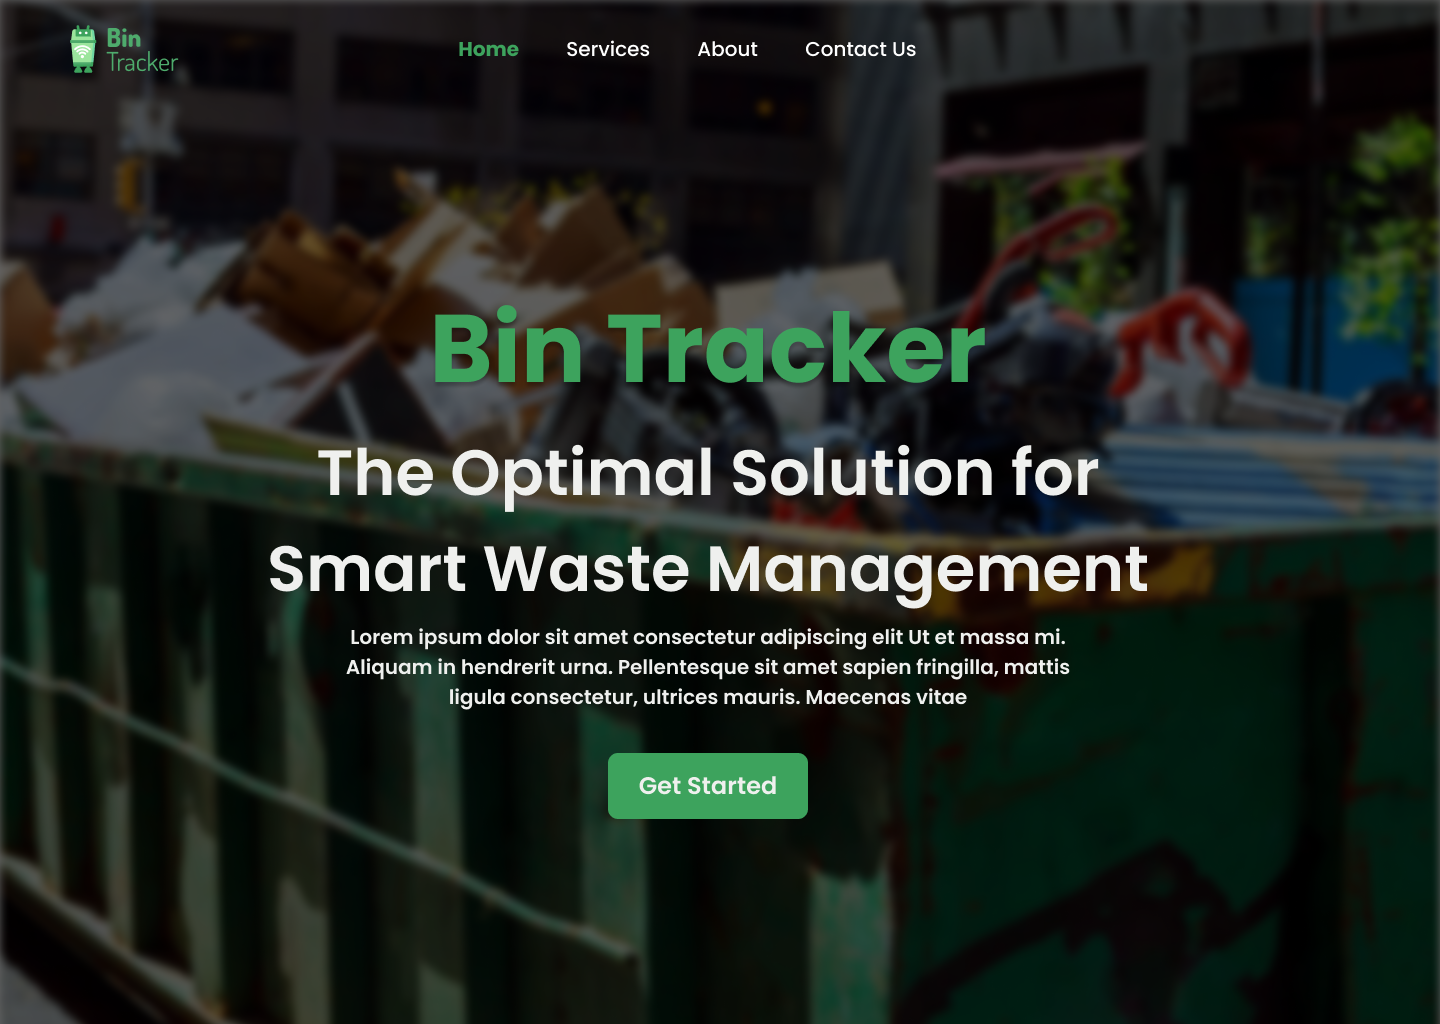 Bin
Tracker
Home Services About Contact Us
Bin Tracker
The Optimal Solution for
Smart Waste Management
Lorem ipsum dolor sit amet consectetur adipiscing elit Ut et massa mi.
Aliquam in hendrerit urna. Pellentesque sit amet sapien fringilla, mattis
ligula consectetur, ultrices mauris. Maecenas vitae
Get Started